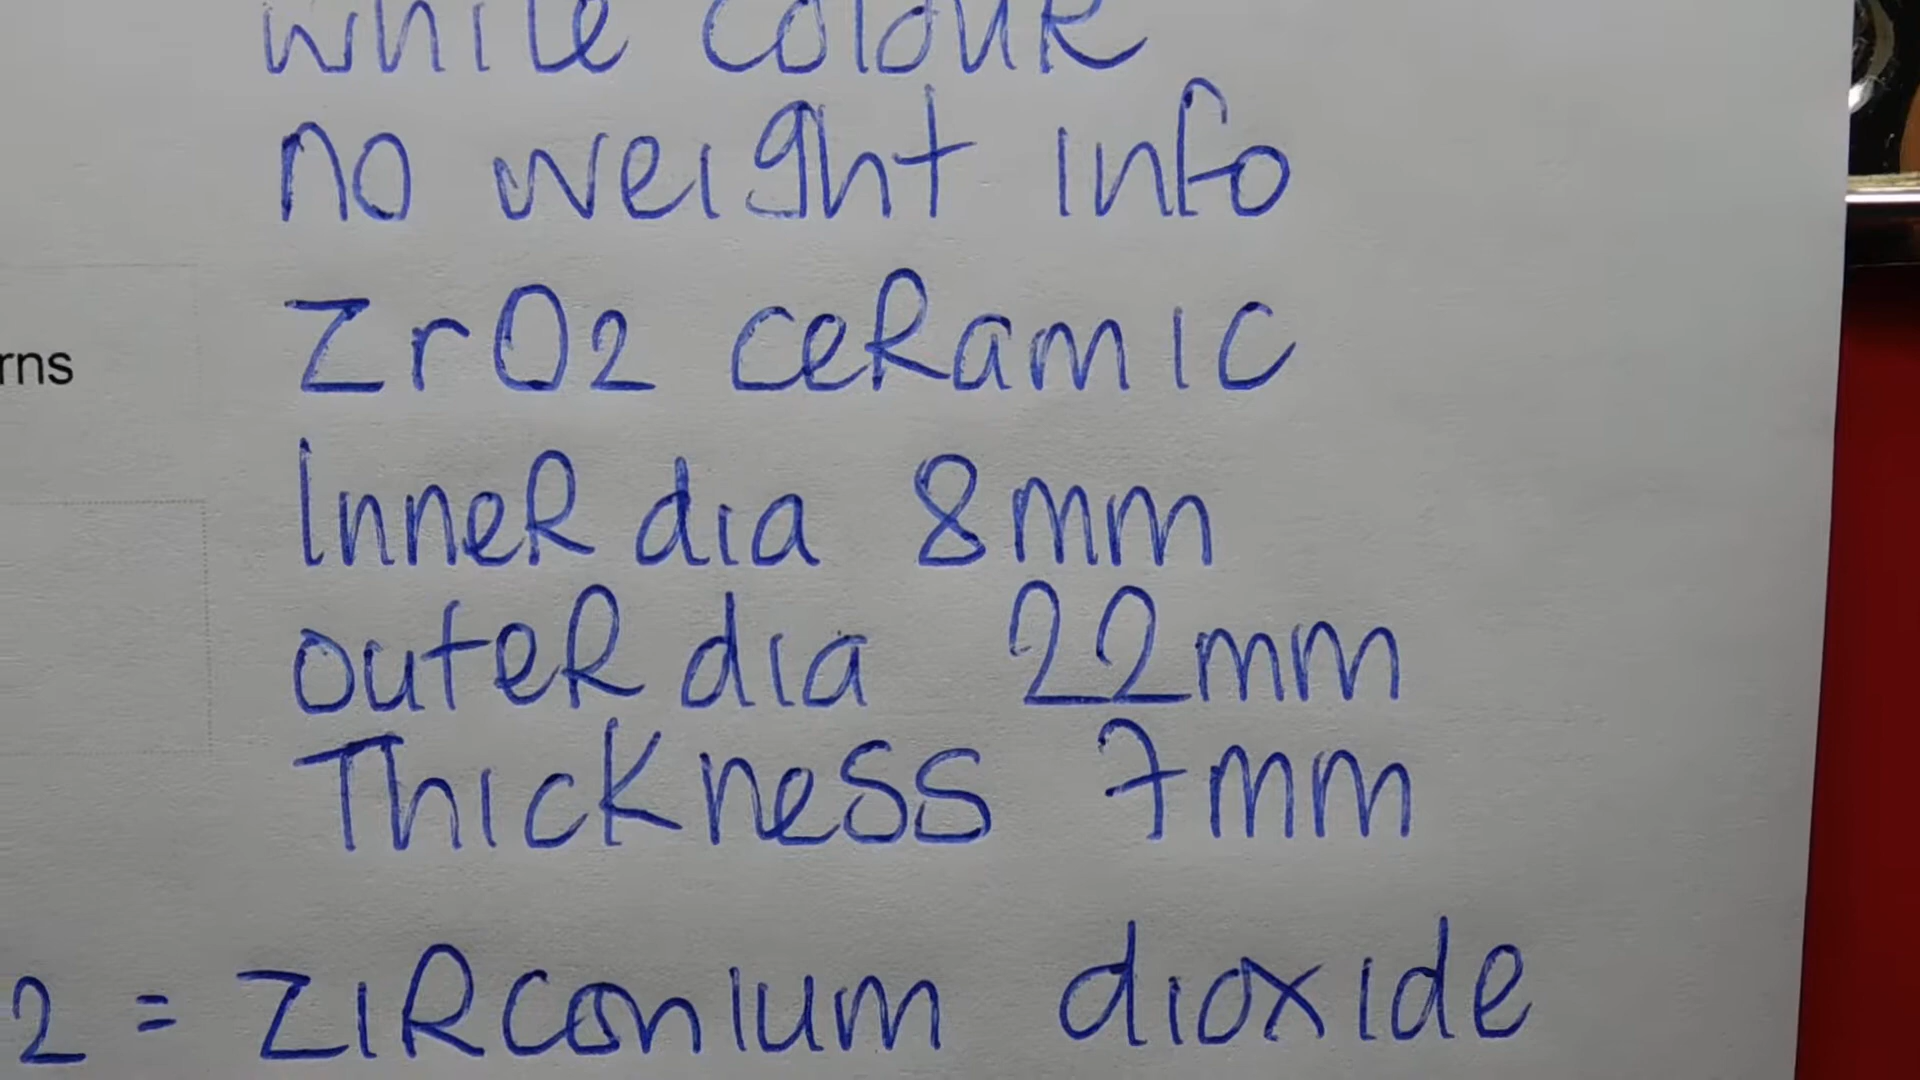 white colouR
no weight info
rns
ZrO2 ceRamic
InneR dia 8mm
outeR dia 22mm
Thickness 7mm
2 = ZIRconium dioxide